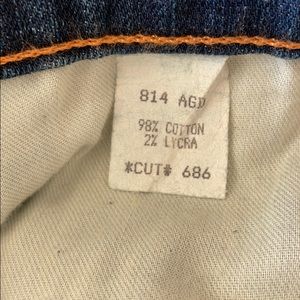 814 AGD
98% COTTON
2% LYCRA
*CUT# 686